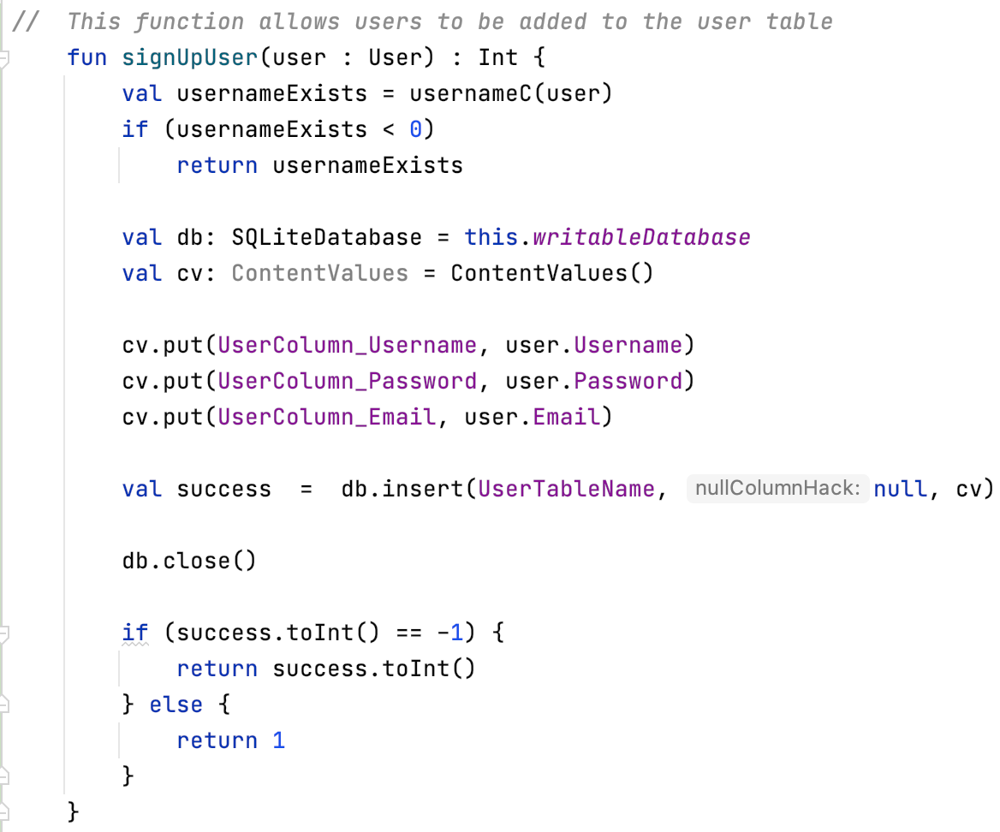 //  This function allows users to be added to the user table
    fun signUpUser(user : User) : Int {
        val usernameExists = usernameC(user)
        if (usernameExists < 0)
            return usernameExists

        val db: SQLiteDatabase = this.writableDatabase
        val cv: ContentValues = ContentValues()

        cv.put(UserColumn_Username, user.Username)
        cv.put(UserColumn_Password, user.Password)
        cv.put(UserColumn_Email, user.Email)

        val success  =  db.insert(UserTableName, nullColumnHack: null, cv)

        db.close()

        if (success.toInt() == -1) {
            return success.toInt()
        } else {
            return 1
        }
    }